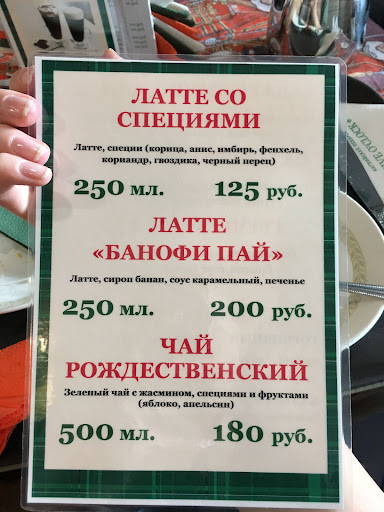 ЛАТТЕ СО
СПЕЦИЯМИ
Латте, специи (корица, анис, имбирь, фенхель,
кориандр, гвоздика, черный перец)
250 мл. 125 руб.
ЛАТТЕ
«БАНОФИ ПАЙ»
Латте, сироп банан, соус карамельный, печенье
250 мл. 200 руб.
ЧАЙ
РОЖДЕСТВЕНСКИЙ
Зеленый чай с жасмином, специями и фруктами
(яблоко, апельсин)
500 мл. 180 руб.